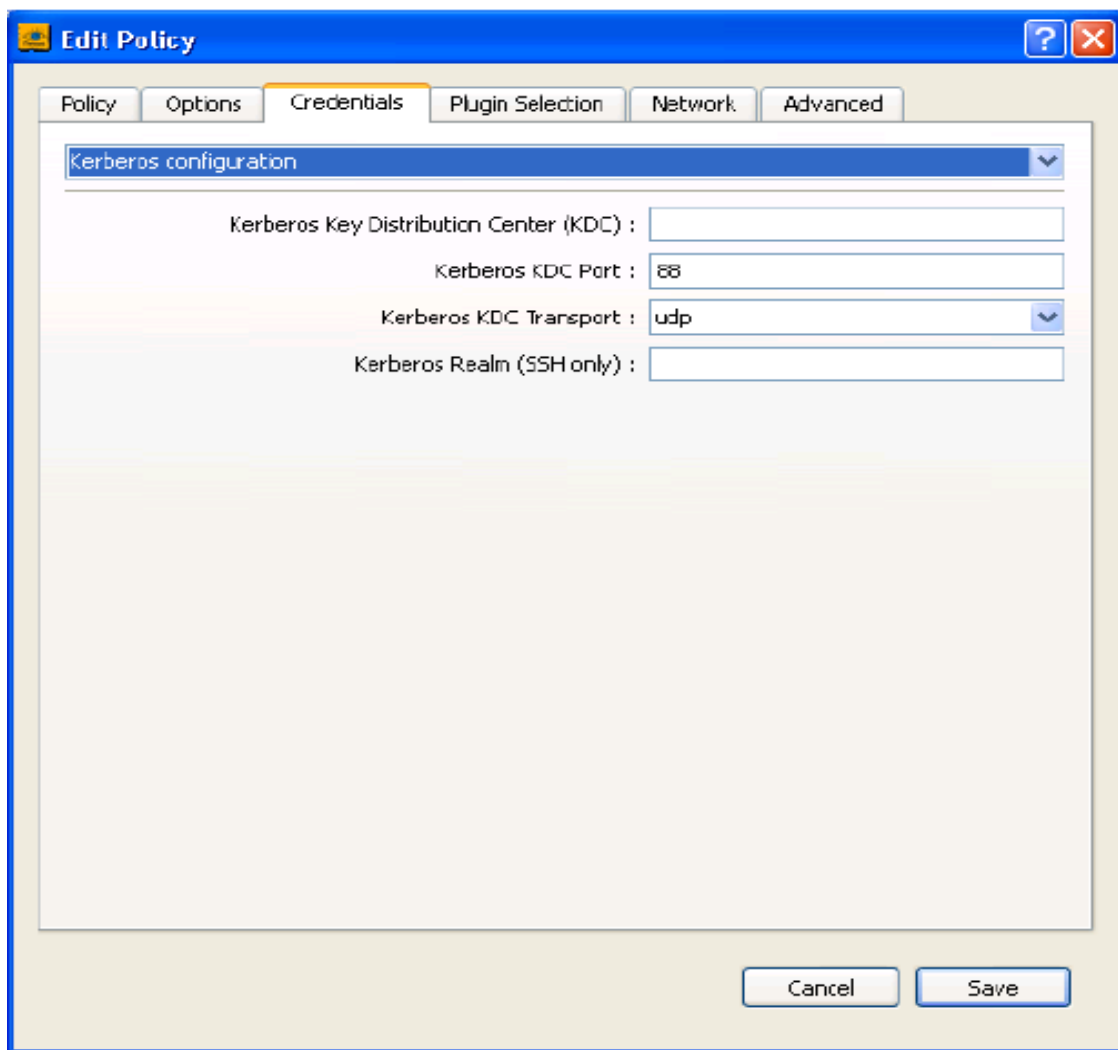 Edit Policy
Policy Options Credentials Plugin Selection Network Advanced
Kerberos configuration
Kerberos Key Distribution Center (KDC) :
Kerberos KDC Port : 88
Kerberos KDC Transport : udp
Kerberos Realm (SSH only) :
Cancel Save